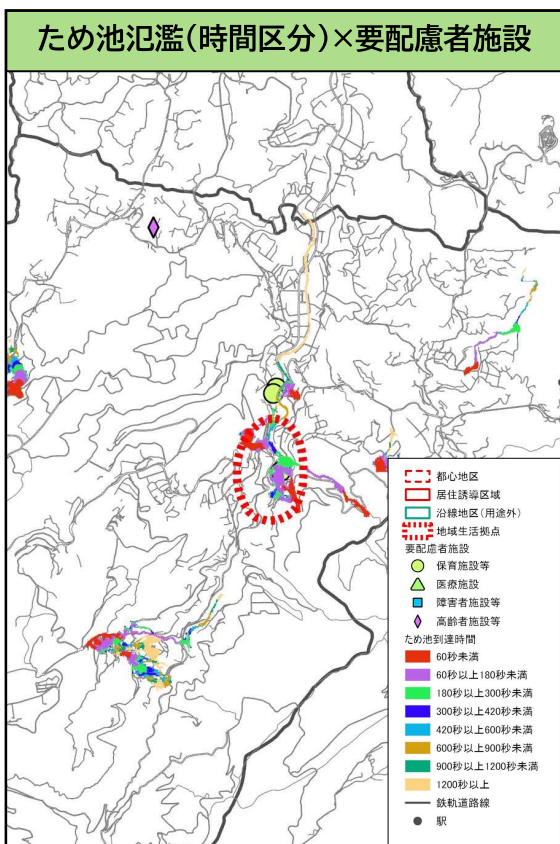 ため池氾濫(時間区分)×要配慮者施設
都心地区
居住誘導区域
沿線地区(用途外)
地域生活拠点
要配慮者施設
保育施設等
医療施設
障害者施設等
高齢者施設等
ため池到達時間
60秒未満
60秒以上180秒未満
180秒以上300秒未満
300秒以上420秒未満
420秒以上600秒未満
600秒以上900秒未満
900秒以上1200秒未満
1200秒以上
鉄軌道路線
駅